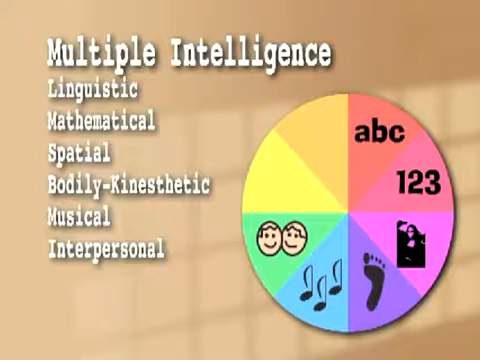 Multiple Intelligence
Linguistic
Mathematical
Spatial
Bodily-Kinesthetic
Musical
Interpersonal
abc
123